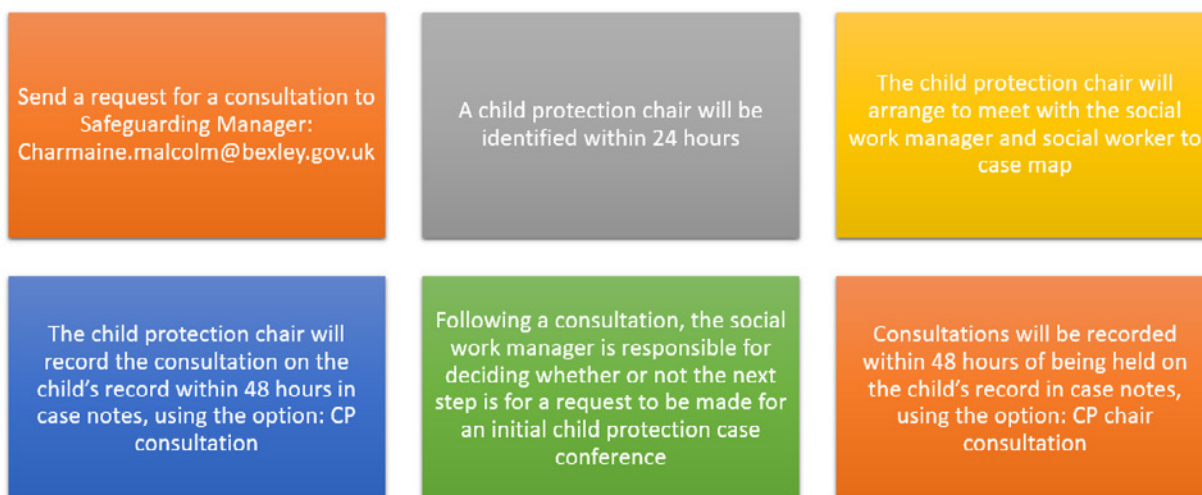 Send a request for a consultation to
Safeguarding Manager:
Charmaine.malcolm@bexley.gov.uk
A child protection chair will be
identified within 24 hours
The child protection chair will
arrange to meet with the social
work manager and social worker to
case map
The child protection chair will
record the consultation on the
child's record within 48 hours in
case notes, using the option: CP
consultation
Following a consultation, the social
work manager is responsible for
deciding whether or not the next
step is for a request to be made for
an initial child protection case
conference
Consultations will be recorded
within 48 hours of being held on
the child's record in case notes,
using the option: CP chair
consultation